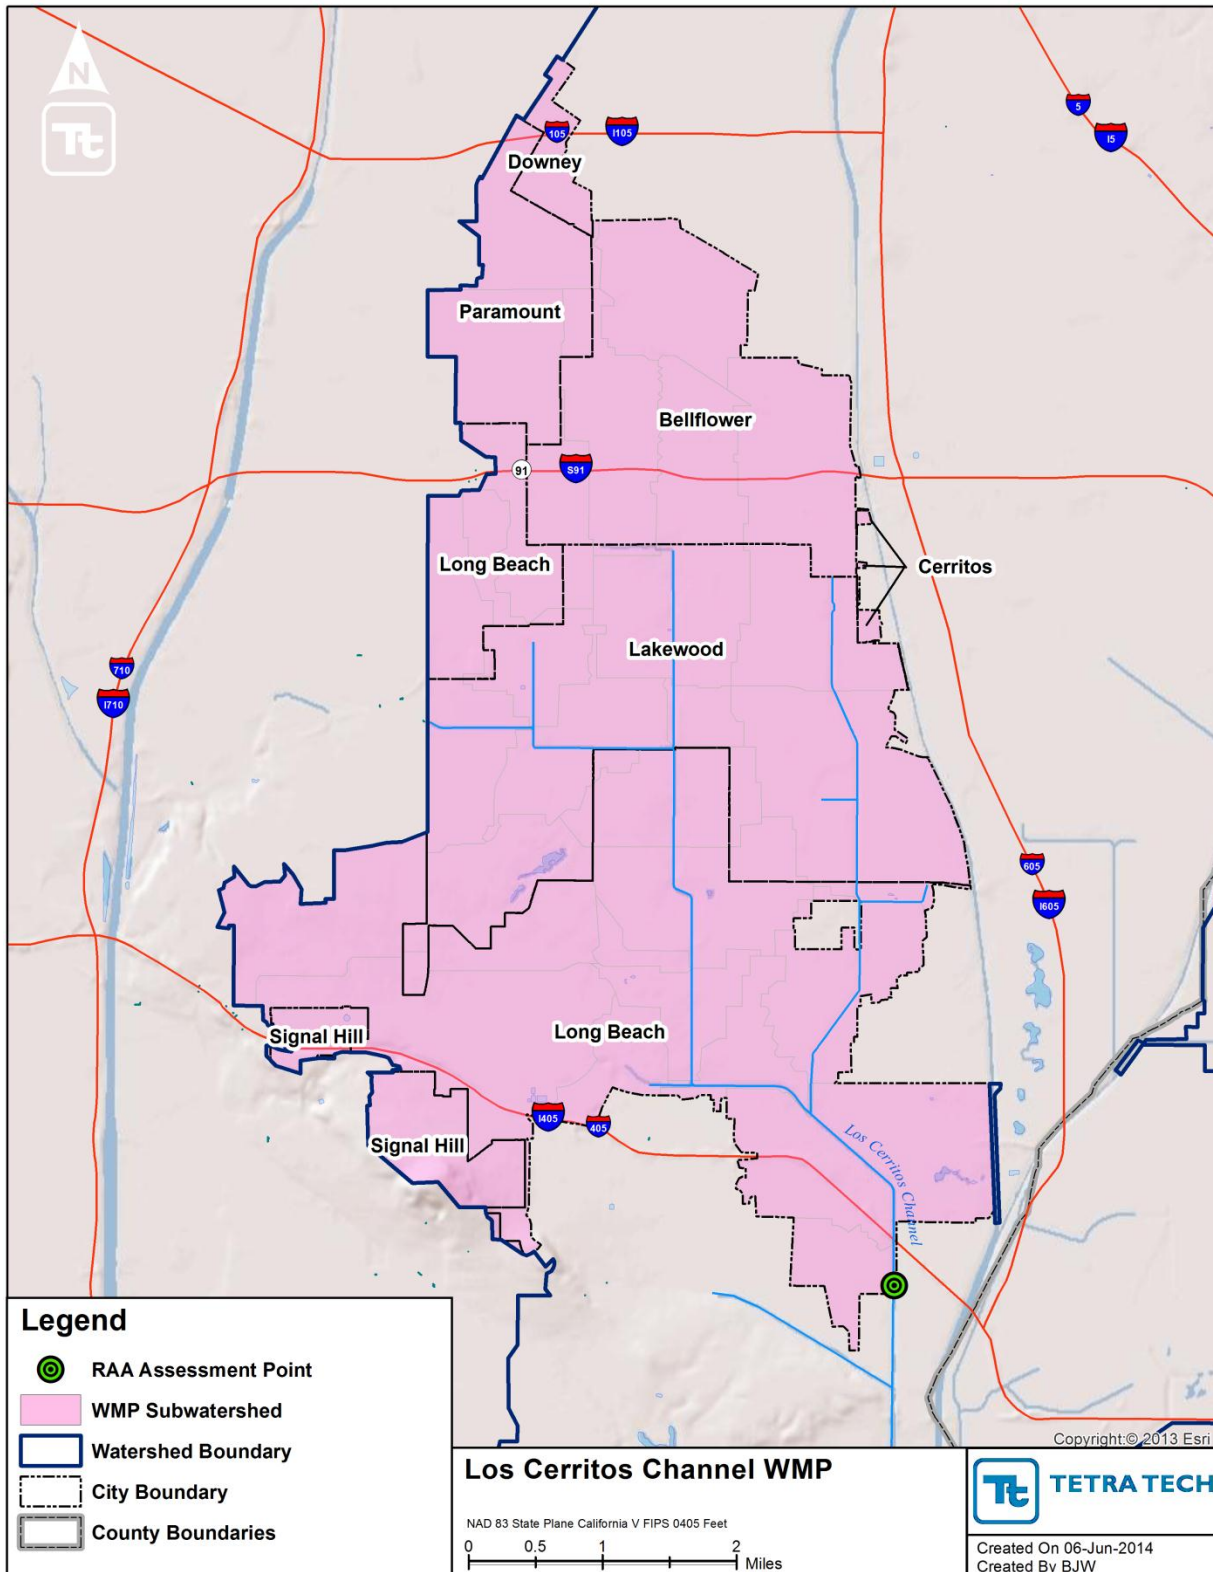 N
Tt
105
I105
5
I5
Downey
Paramount
Bellflower
91
S91
Long Beach
Cerritos
Lakewood
710
I710
605
I605
Signal Hill
Long Beach
I405
405
Signal Hill
Los Cerritos Channel
Legend
RAA Assessment Point
WMP Subwatershed
Watershed Boundary
City Boundary
County Boundaries
Copyright:© 2013 Esri
Los Cerritos Channel WMP
NAD 83 State Plane California V FIPS 0405 Feet
0 0.5 1 2
Miles
Tt TETRA TECH
Created On 06-Jun-2014
Created By BJW